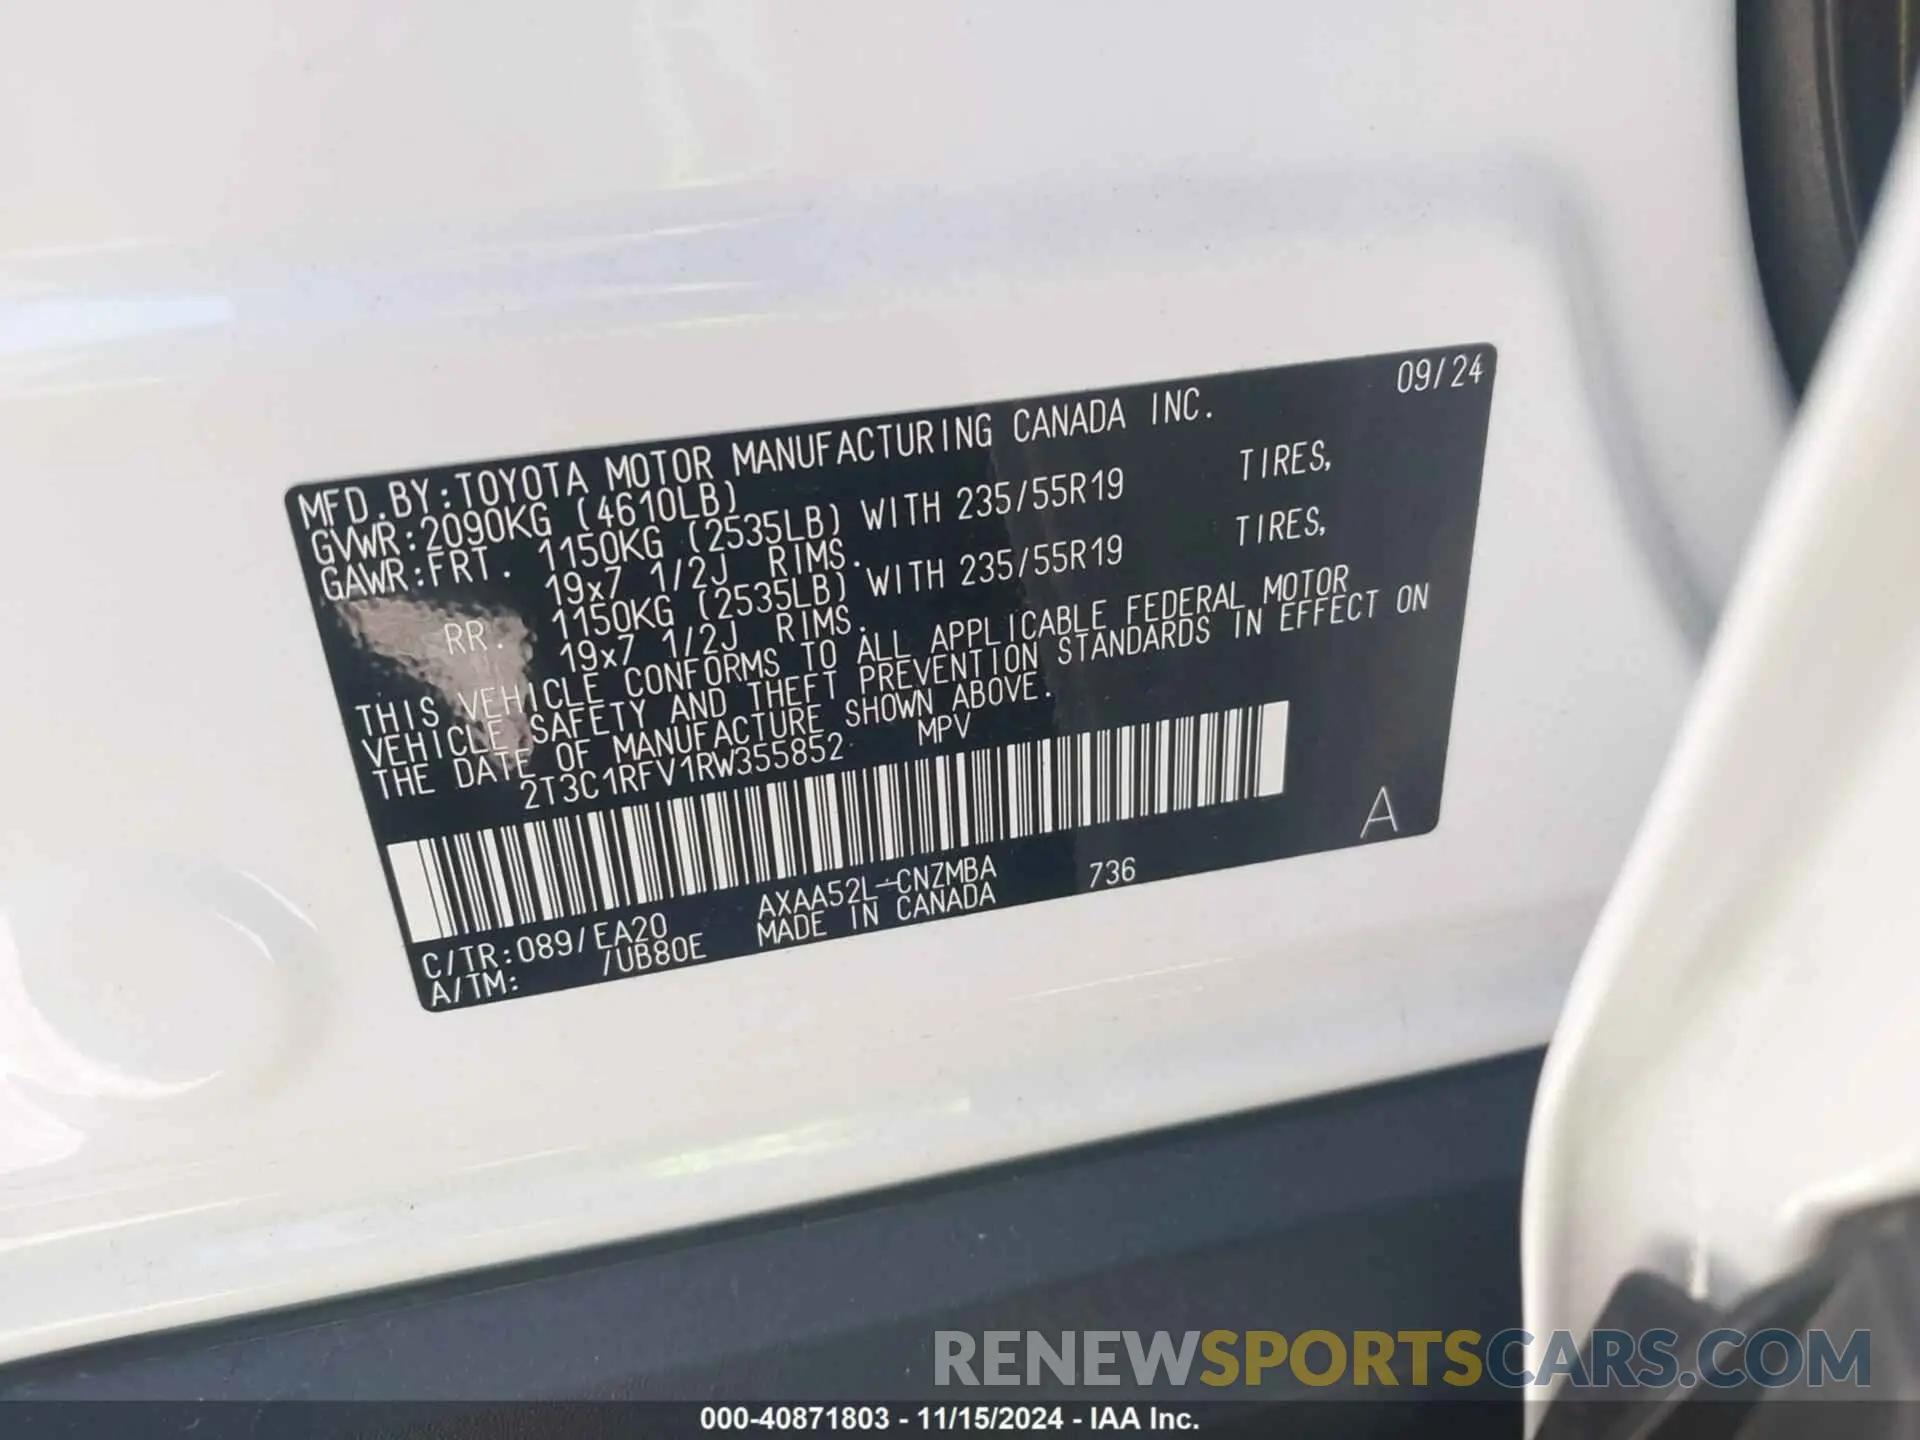 09/24
MFD.BY:TOYOTA MOTOR MANUFACTURING CANADA INC.
GVWR:2090KG (4610LB)
GAWR:FRT. 1150KG (2535LB) WITH 235/55R19 TIRES,
19x7 1/2J RIMS.
RR. 1150KG (2535LB) WITH 235/55R19 TIRES,
19x7 1/2J RIMS.
THIS VEHICLE CONFORMS TO ALL APPLICABLE FEDERAL MOTOR
VEHICLE SAFETY AND THEFT PREVENTION STANDARDS IN EFFECT ON
THE DATE OF MANUFACTURE SHOWN ABOVE.
2T3C1RFV1RW355852 MPV
A
C/TR:089/EA20 AXAA52L-CNZMBA 736
A/TM: /UB80E MADE IN CANADA
RENEWSPORTSCARS.COM
000-40871803 - 11/15/2024 - IAA Inc.